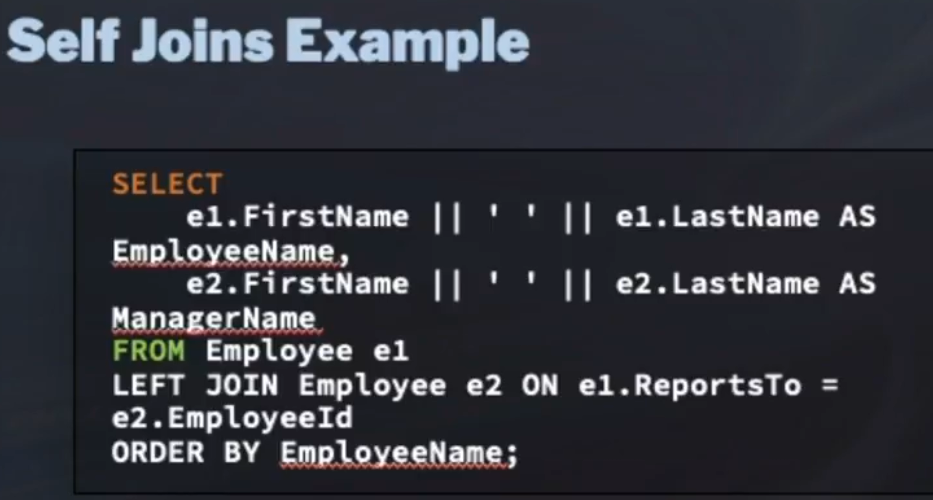 Self Joins Example
SELECT
e1.FirstName || ' ' || e1.LastName AS
EmployeeName,
e2.FirstName || ' ' || e2.LastName AS
ManagerName
FROM Employee e1
LEFT JOIN Employee e2 ON e1.ReportsTo =
e2.EmployeeId
ORDER BY EmployeeName;